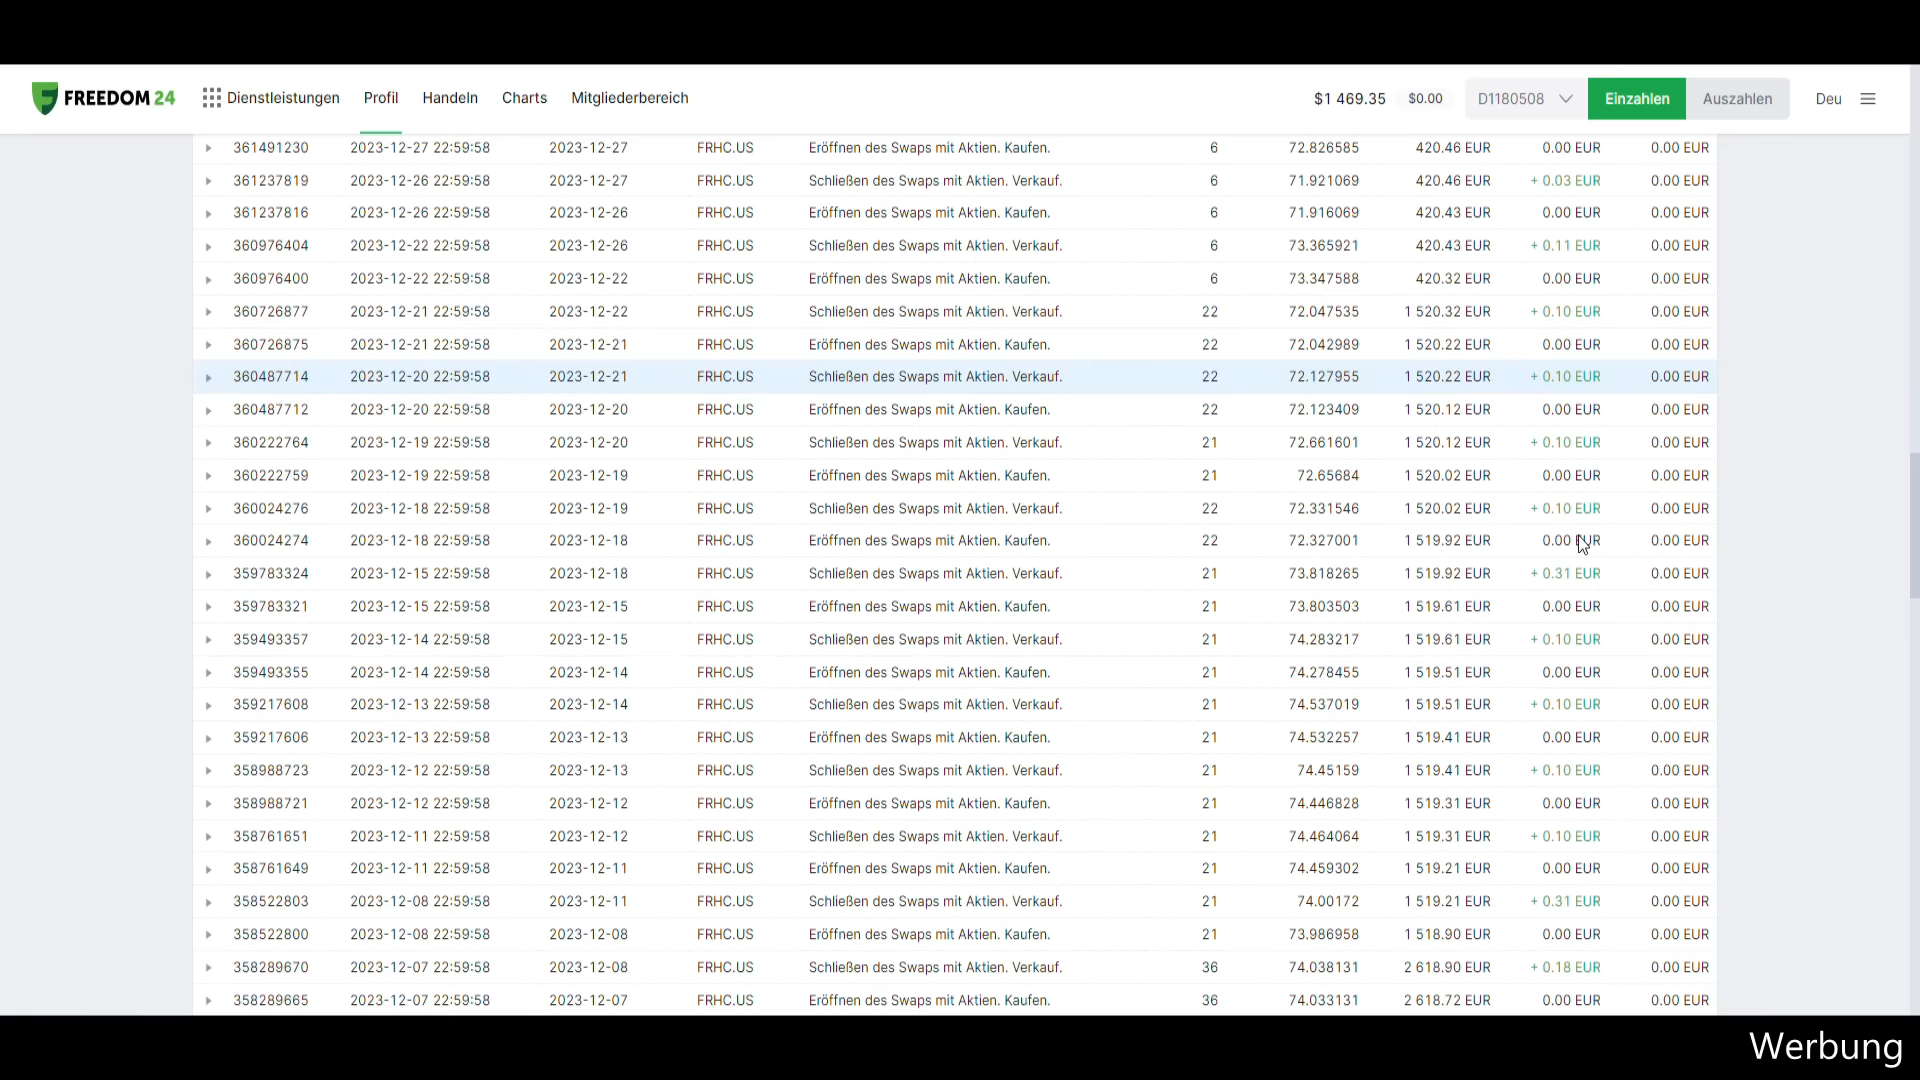 FREEDOM 24 Dienstleistungen Profil Handeln Charts Mitgliederbereich $1 469.35 $0.00 D1180508 Einzahlen Auszahlen Deu
361491230 2023-12-27 22:59:58 2023-12-27 FRHC.US Eröffnen des Swaps mit Aktien. Kaufen. 6 72.826585 420.46 EUR 0.00 EUR 0.00 EUR
361237819 2023-12-26 22:59:58 2023-12-27 FRHC.US Schließen des Swaps mit Aktien. Verkauf. 6 71.921069 420.46 EUR + 0.03 EUR 0.00 EUR
361237816 2023-12-26 22:59:58 2023-12-26 FRHC.US Eröffnen des Swaps mit Aktien. Kaufen. 6 71.916069 420.43 EUR 0.00 EUR 0.00 EUR
360976404 2023-12-22 22:59:58 2023-12-26 FRHC.US Schließen des Swaps mit Aktien. Verkauf. 6 73.365921 420.43 EUR + 0.11 EUR 0.00 EUR
360976400 2023-12-22 22:59:58 2023-12-22 FRHC.US Eröffnen des Swaps mit Aktien. Kaufen. 6 73.347588 420.32 EUR 0.00 EUR 0.00 EUR
360726877 2023-12-21 22:59:58 2023-12-22 FRHC.US Schließen des Swaps mit Aktien. Verkauf. 22 72.047535 1 520.32 EUR + 0.10 EUR 0.00 EUR
360726875 2023-12-21 22:59:58 2023-12-21 FRHC.US Eröffnen des Swaps mit Aktien. Kaufen. 22 72.042989 1 520.22 EUR 0.00 EUR 0.00 EUR
360487714 2023-12-20 22:59:58 2023-12-21 FRHC.US Schließen des Swaps mit Aktien. Verkauf. 22 72.127955 1 520.22 EUR + 0.10 EUR 0.00 EUR
360487712 2023-12-20 22:59:58 2023-12-20 FRHC.US Eröffnen des Swaps mit Aktien. Kaufen. 22 72.123409 1 520.12 EUR 0.00 EUR 0.00 EUR
360222764 2023-12-19 22:59:58 2023-12-20 FRHC.US Schließen des Swaps mit Aktien. Verkauf. 21 72.661601 1 520.12 EUR + 0.10 EUR 0.00 EUR
360222759 2023-12-19 22:59:58 2023-12-19 FRHC.US Eröffnen des Swaps mit Aktien. Kaufen. 21 72.65684 1 520.02 EUR 0.00 EUR 0.00 EUR
360024276 2023-12-18 22:59:58 2023-12-19 FRHC.US Schließen des Swaps mit Aktien. Verkauf. 22 72.331546 1 520.02 EUR + 0.10 EUR 0.00 EUR
360024274 2023-12-18 22:59:58 2023-12-18 FRHC.US Eröffnen des Swaps mit Aktien. Kaufen. 22 72.327001 1 519.92 EUR 0.00 EUR 0.00 EUR
359783324 2023-12-15 22:59:58 2023-12-18 FRHC.US Schließen des Swaps mit Aktien. Verkauf. 21 73.818265 1 519.92 EUR + 0.31 EUR 0.00 EUR
359783321 2023-12-15 22:59:58 2023-12-15 FRHC.US Eröffnen des Swaps mit Aktien. Kaufen. 21 73.803503 1 519.61 EUR 0.00 EUR 0.00 EUR
359493357 2023-12-14 22:59:58 2023-12-15 FRHC.US Schließen des Swaps mit Aktien. Verkauf. 21 74.283217 1 519.61 EUR + 0.10 EUR 0.00 EUR
359493355 2023-12-14 22:59:58 2023-12-14 FRHC.US Eröffnen des Swaps mit Aktien. Kaufen. 21 74.278455 1 519.51 EUR 0.00 EUR 0.00 EUR
359217608 2023-12-13 22:59:58 2023-12-14 FRHC.US Schließen des Swaps mit Aktien. Verkauf. 21 74.537019 1 519.51 EUR + 0.10 EUR 0.00 EUR
359217606 2023-12-13 22:59:58 2023-12-13 FRHC.US Eröffnen des Swaps mit Aktien. Kaufen. 21 74.532257 1 519.41 EUR 0.00 EUR 0.00 EUR
358988723 2023-12-12 22:59:58 2023-12-13 FRHC.US Schließen des Swaps mit Aktien. Verkauf. 21 74.45159 1 519.41 EUR + 0.10 EUR 0.00 EUR
358988721 2023-12-12 22:59:58 2023-12-12 FRHC.US Eröffnen des Swaps mit Aktien. Kaufen. 21 74.446828 1 519.31 EUR 0.00 EUR 0.00 EUR
358761651 2023-12-11 22:59:58 2023-12-12 FRHC.US Schließen des Swaps mit Aktien. Verkauf. 21 74.464064 1 519.31 EUR + 0.10 EUR 0.00 EUR
358761649 2023-12-11 22:59:58 2023-12-11 FRHC.US Eröffnen des Swaps mit Aktien. Kaufen. 21 74.459302 1 519.21 EUR 0.00 EUR 0.00 EUR
358522803 2023-12-08 22:59:58 2023-12-11 FRHC.US Schließen des Swaps mit Aktien. Verkauf. 21 74.00172 1 519.21 EUR + 0.31 EUR 0.00 EUR
358522800 2023-12-08 22:59:58 2023-12-08 FRHC.US Eröffnen des Swaps mit Aktien. Kaufen. 21 73.986958 1 518.90 EUR 0.00 EUR 0.00 EUR
358289670 2023-12-07 22:59:58 2023-12-08 FRHC.US Schließen des Swaps mit Aktien. Verkauf. 36 74.038131 2 618.90 EUR + 0.18 EUR 0.00 EUR
358289665 2023-12-07 22:59:58 2023-12-07 FRHC.US Eröffnen des Swaps mit Aktien. Kaufen. 36 74.033131 2 618.72 EUR 0.00 EUR 0.00 EUR
Werbung